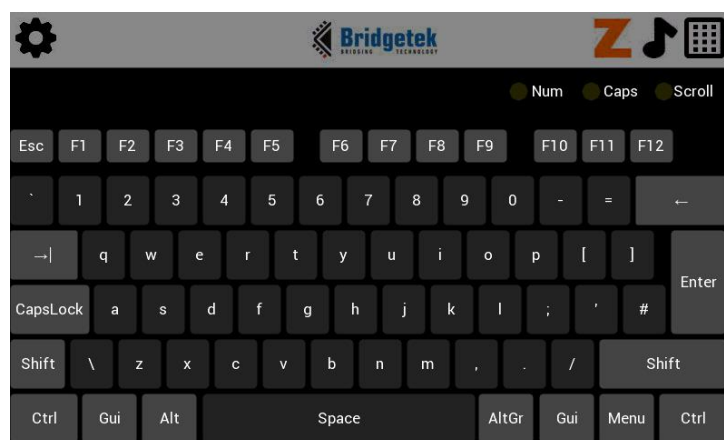 Bridgetek
BRIDGING TECHNOLOGY
Z
Num Caps Scroll
Esc F1 F2 F3 F4 F5 F6 F7 F8 F9 F10 F11 F12
` 1 2 3 4 5 6 7 8 9 0 - = ←
→| q w e r t y u i o p [ ] Enter
CapsLock a s d f g h j k l ; ' #
Shift \ z x c v b n m , . / Shift
Ctrl Gui Alt Space AltGr Gui Menu Ctrl